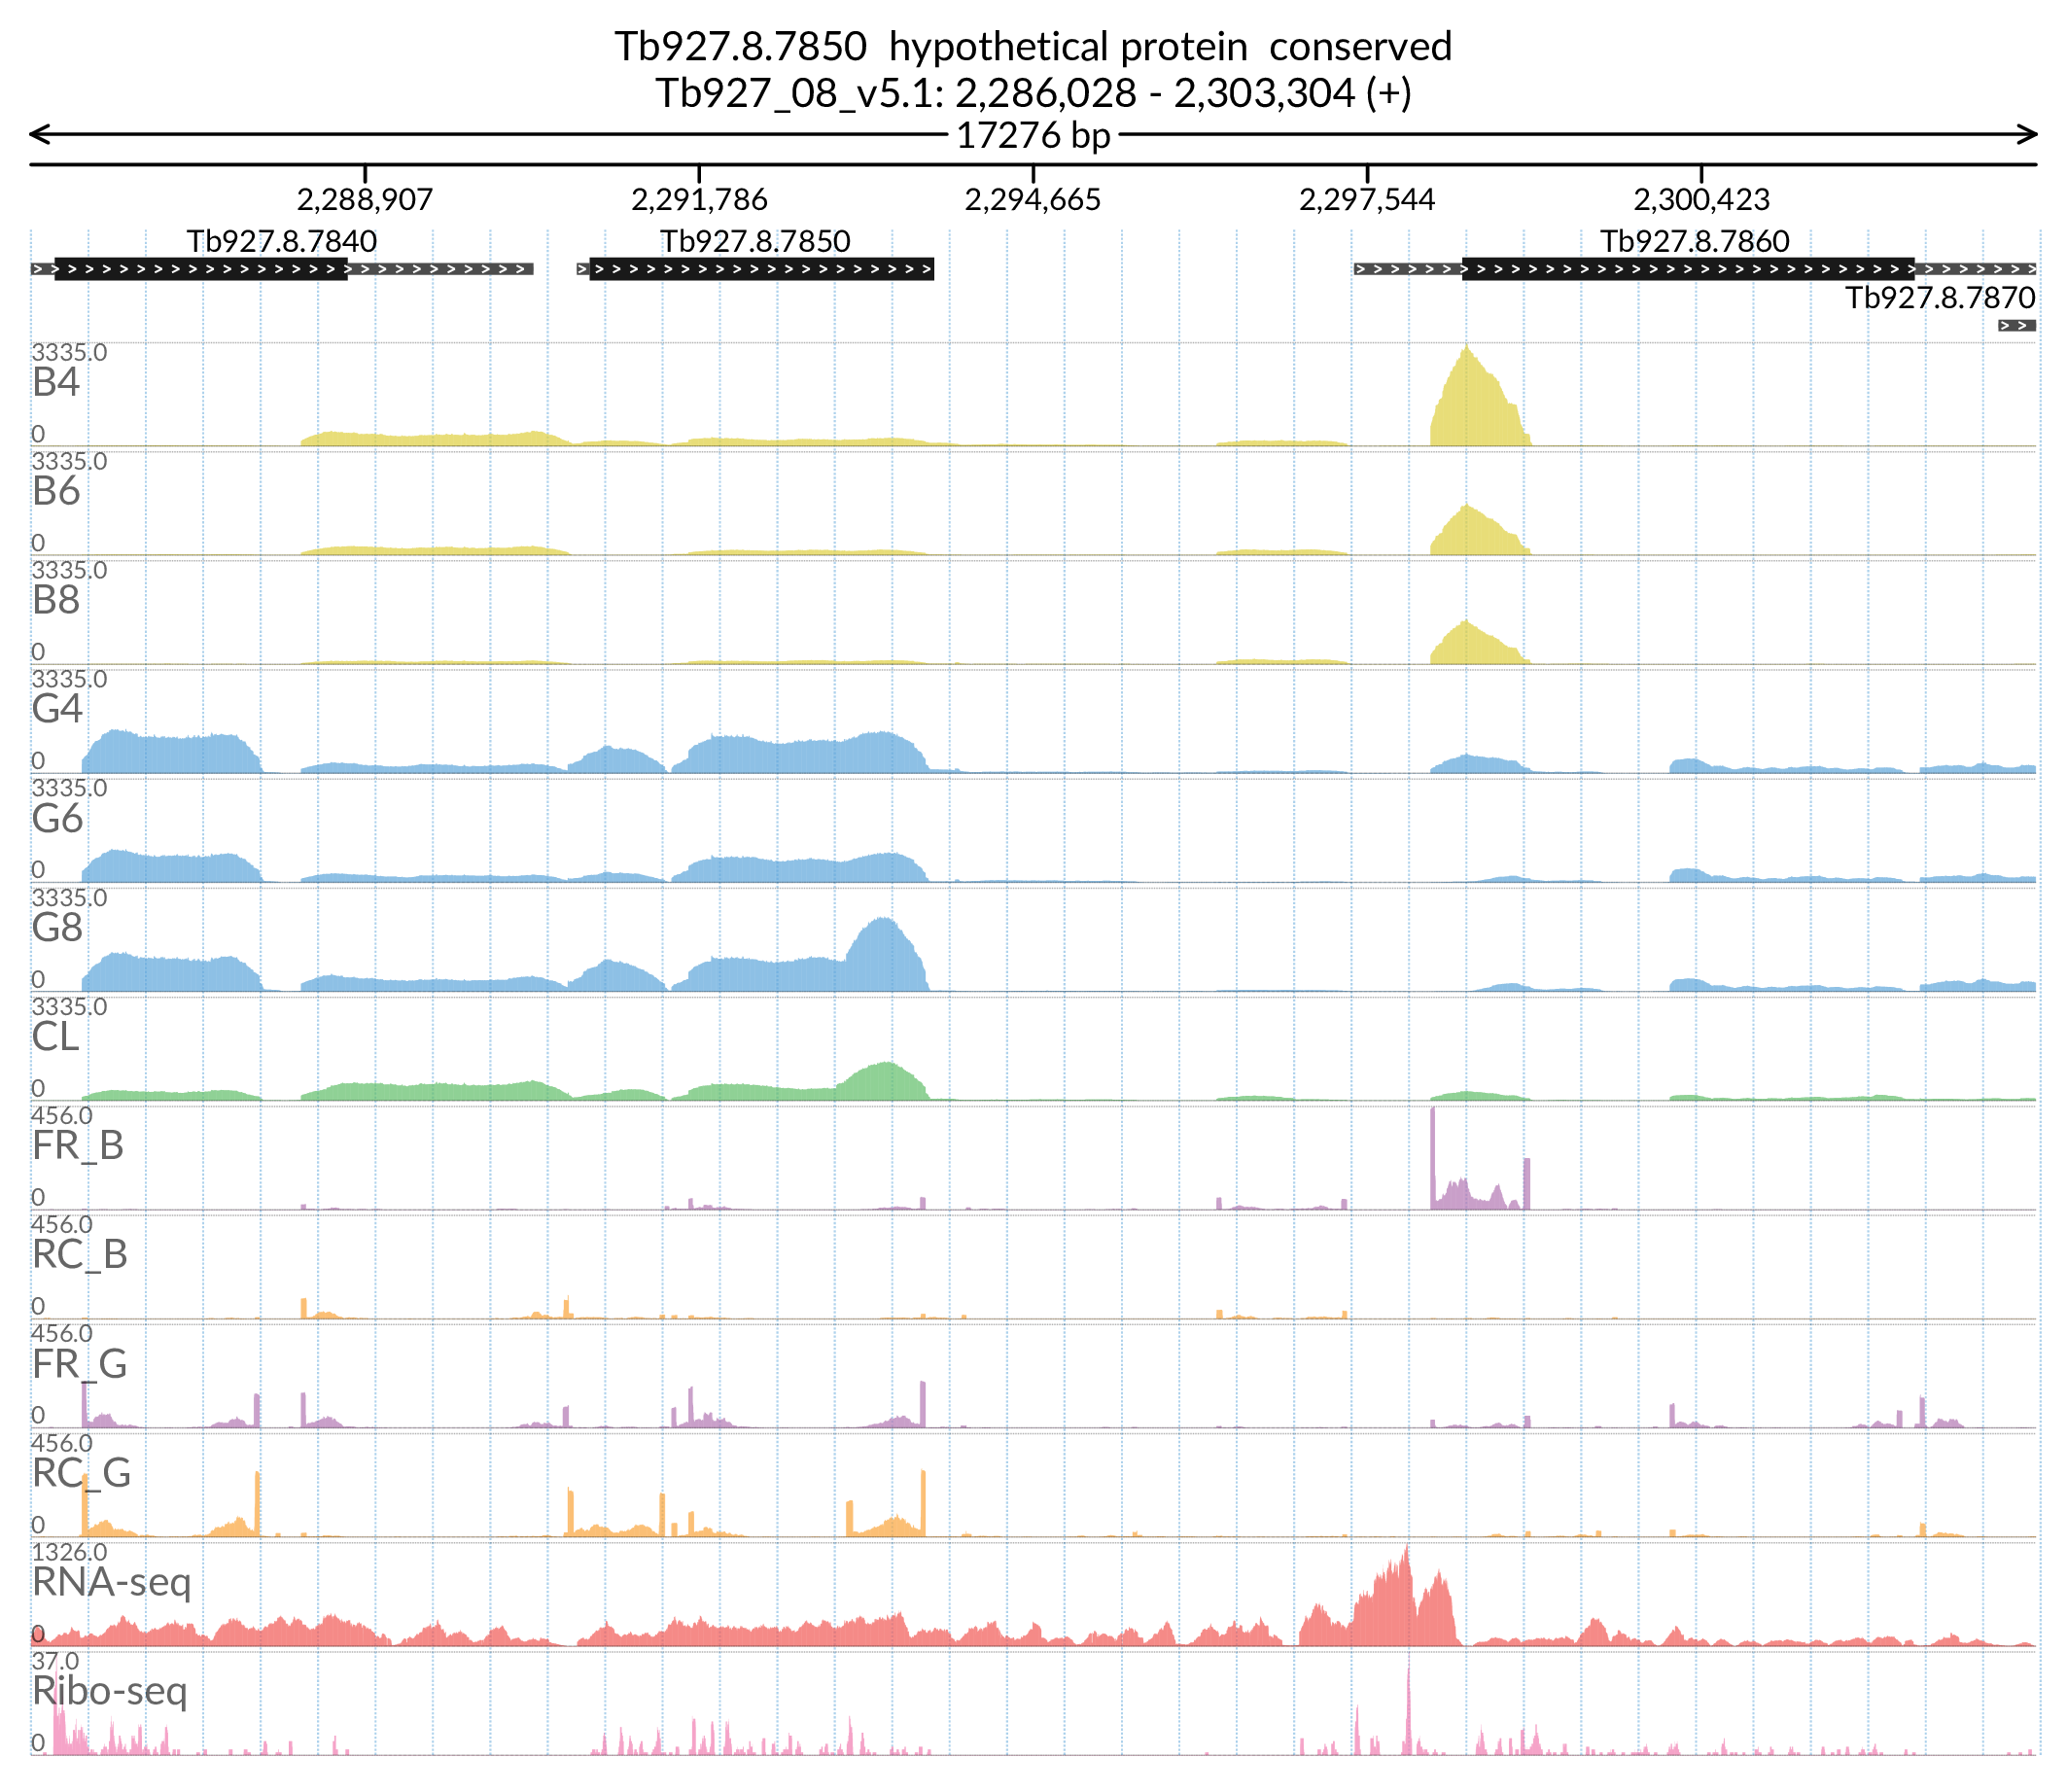 Tb927.8.7850  hypothetical protein  conserved
Tb927_08_v5.1: 2,286,028 - 2,303,304 (+)
17276 bp
2,288,907 2,291,786 2,294,665 2,297,544 2,300,423
Tb927.8.7840 Tb927.8.7850 Tb927.8.7860
Tb927.8.7870
3335.0
B4
0
3335.0
B6
0
3335.0
B8
0
3335.0
G4
0
3335.0
G6
0
3335.0
G8
0
3335.0
CL
0
456.0
FR_B
0
456.0
RC_B
0
456.0
FR_G
0
456.0
RC_G
0
1326.0
RNA-seq
0
37.0
Ribo-seq
0